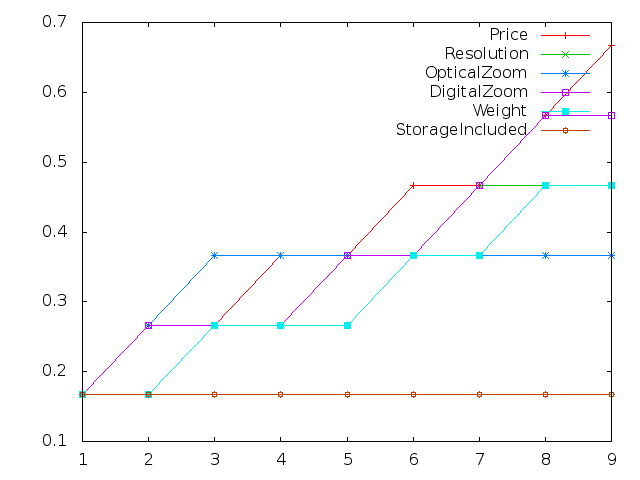 0.7
0.6
0.5
0.4
0.3
0.2
0.1
1 2 3 4 5 6 7 8 9
Price
Resolution
OpticalZoom
DigitalZoom
Weight
StorageIncluded